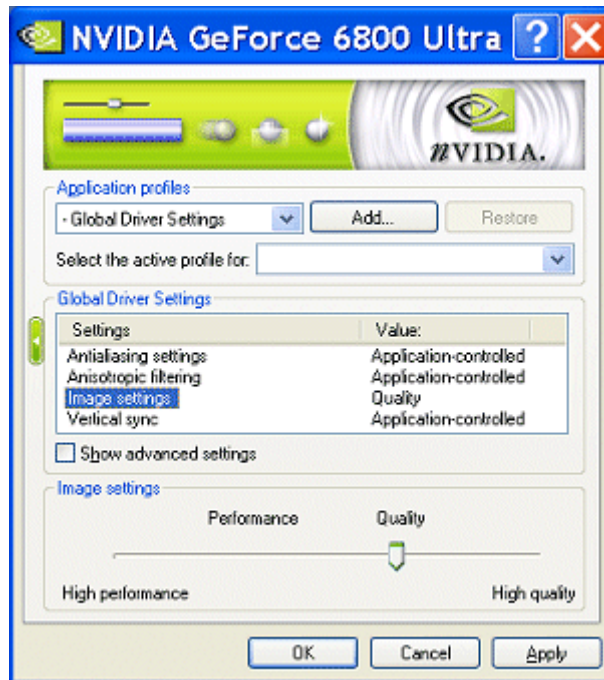 NVIDIA GeForce 6800 Ultra ?
nVIDIA.
Application profiles
- Global Driver Settings Add... Restore
Select the active profile for:
Global Driver Settings
Settings Value:
Antialiasing settings Application-controlled
Anisotropic filtering Application-controlled
Image settings Quality
Vertical sync Application-controlled
Show advanced settings
Image settings
Performance Quality
High performance High quality
OK Cancel Apply